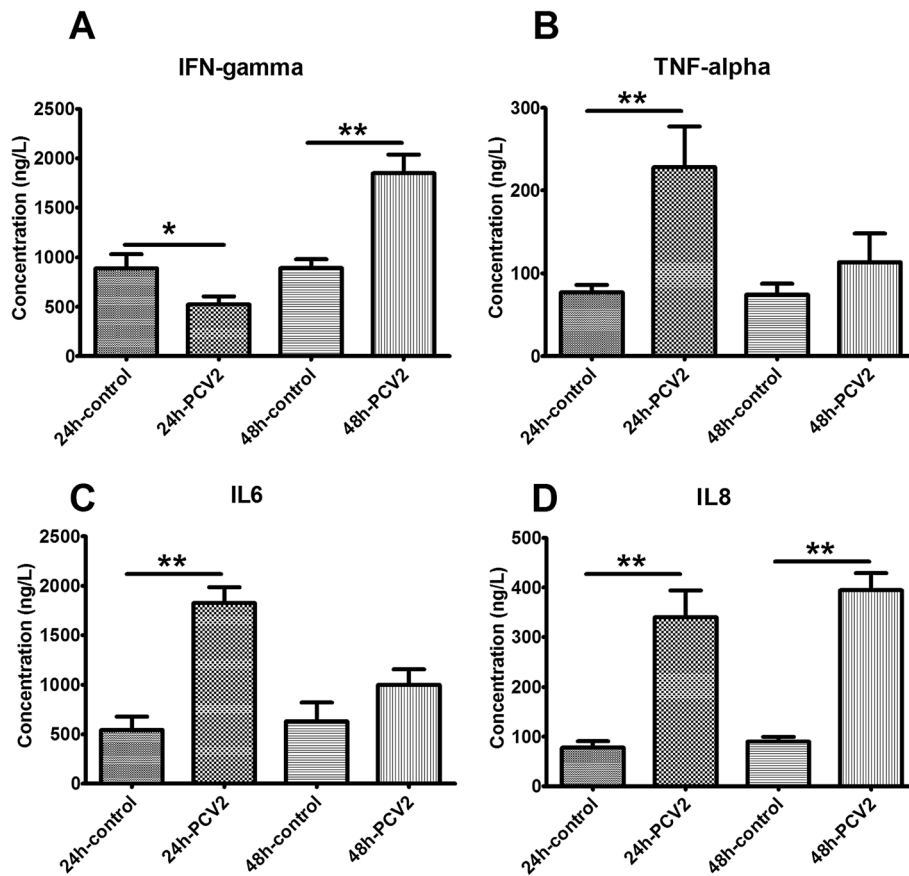 A
IFN-gamma
Concentration (ng/L)
2500
2000
1500
1000
500
0
*
**
24h-control
24h-PCV2
48h-control
48h-PCV2
B
TNF-alpha
Concentration (ng/L)
300
200
100
0
**
24h-control
24h-PCV2
48h-control
48h-PCV2
C
IL6
Concentration (ng/L)
2500
2000
1500
1000
500
0
**
24h-control
24h-PCV2
48h-control
48h-PCV2
D
IL8
Concentration (ng/L)
500
400
300
200
100
0
**
**
24h-control
24h-PCV2
48h-control
48h-PCV2